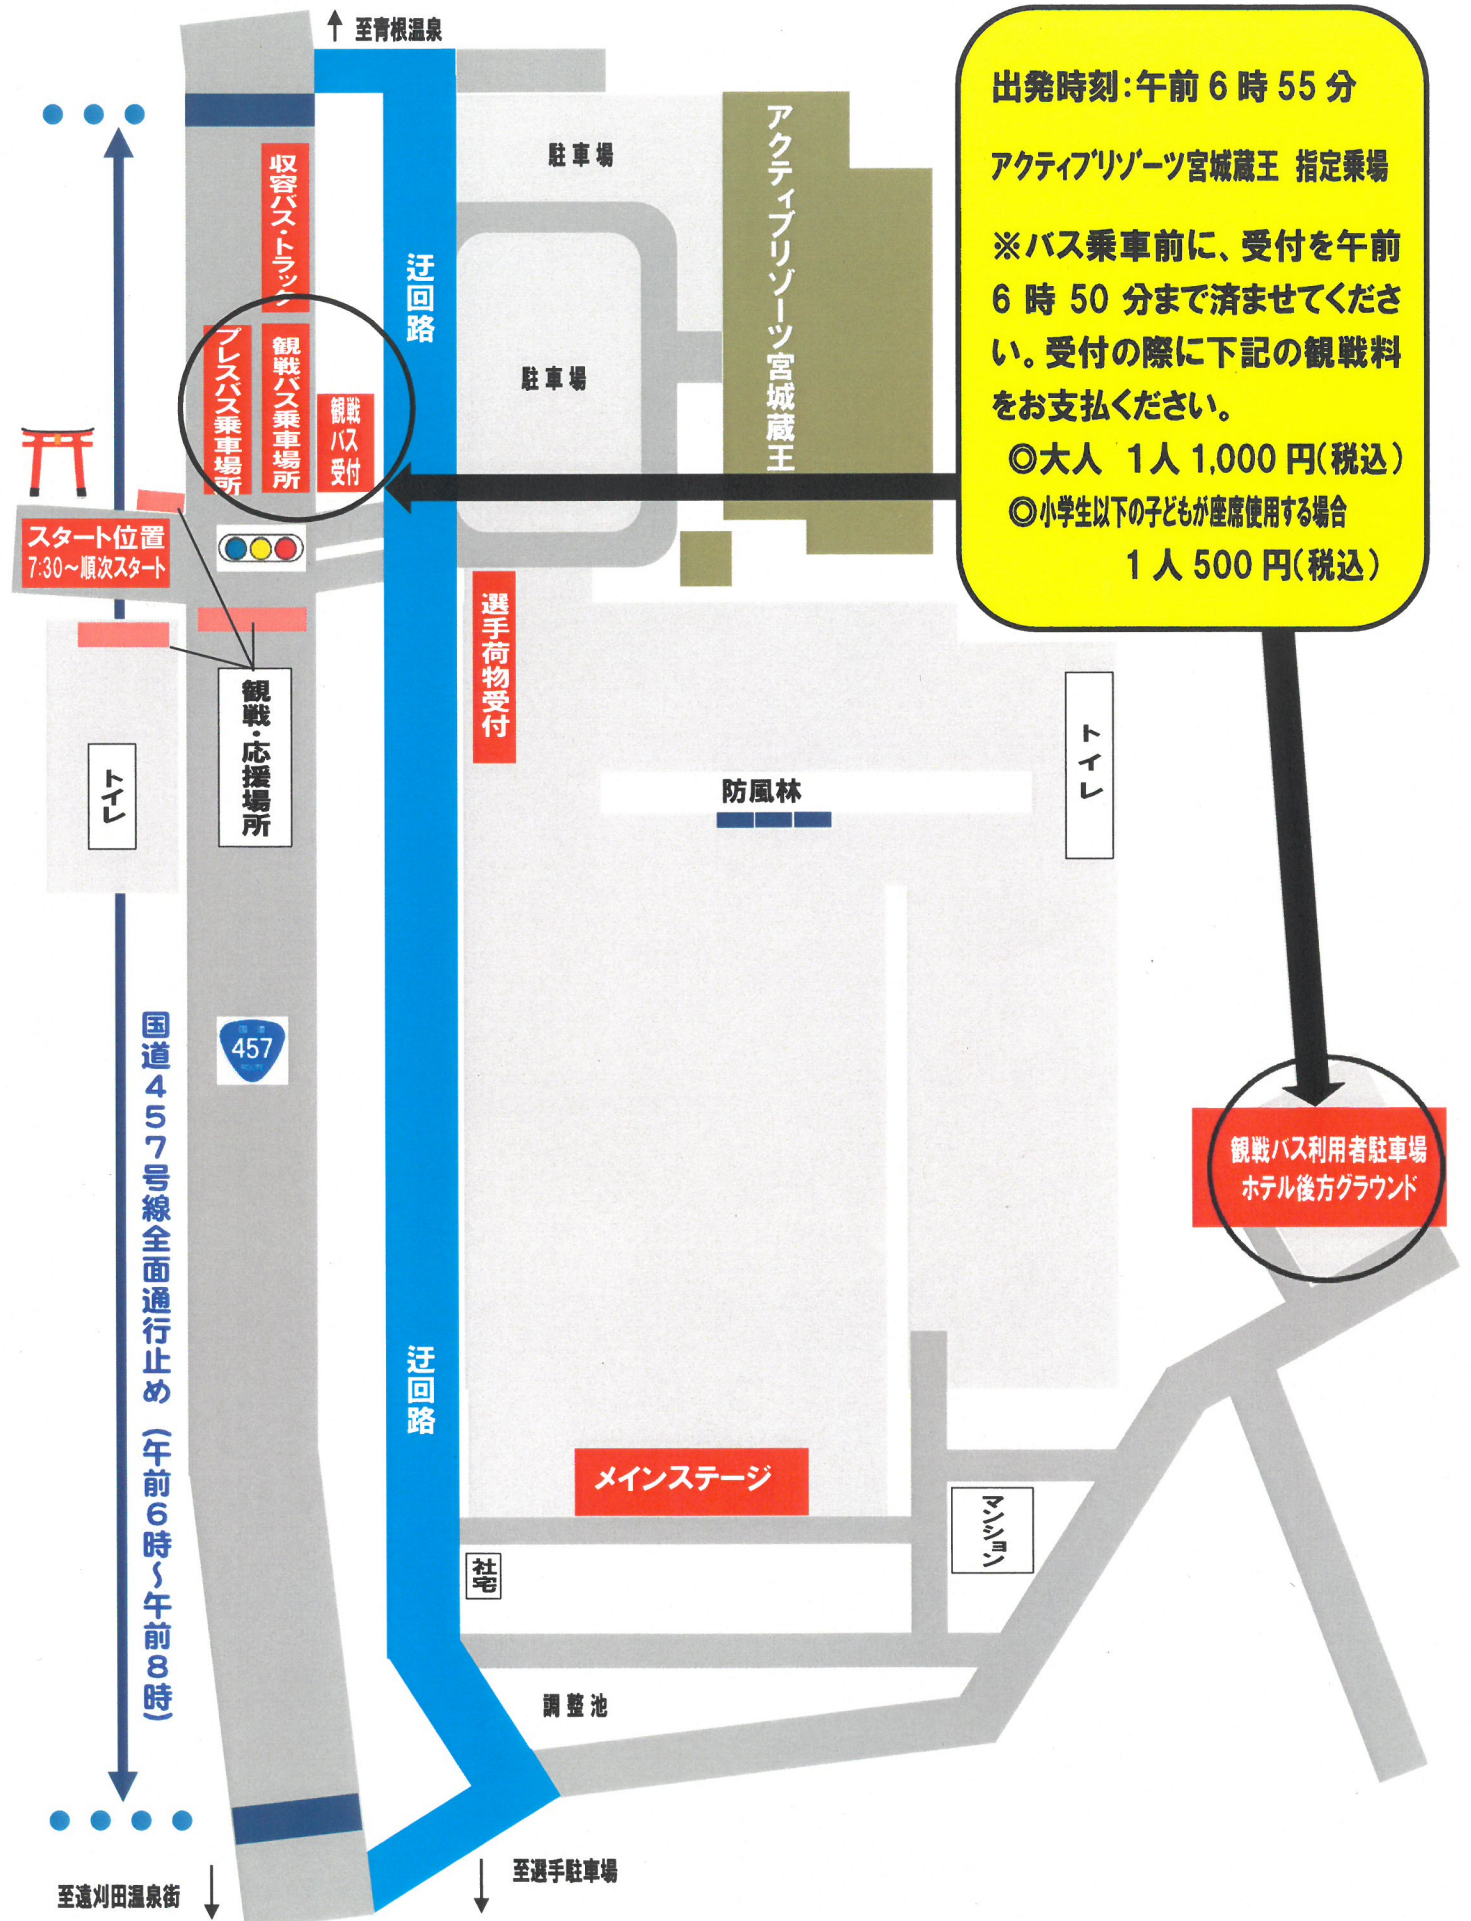 至青根温泉
出発時刻：午前６時55分
アクティブリゾーツ宮城蔵王 指定乗場
※バス乗車前に、受付を午前
６時50分まで済ませてくださ
い。受付の際に下記の観戦料
をお支払ください。
◎大人 １人1,000円（税込）
◎小学生以下の子どもが座席使用する場合
１人500円（税込）
駐車場
アクティブリゾーツ宮城蔵王
収容バス・トラック
迂回路
プレスバス乗車場所
観戦バス乗車場所
観戦
バス
受付
駐車場
スタート位置
7:30～順次スタート
選手荷物受付
観戦・応援場所
トイレ
トイレ
防風林
国道
457
ROUTE
国道４５７号線全面通行止め（午前６時～午前８時）
観戦バス利用者駐車場
ホテル後方グラウンド
迂回路
メインステージ
マンション
社宅
調整池
至選手駐車場
至遠刈田温泉街